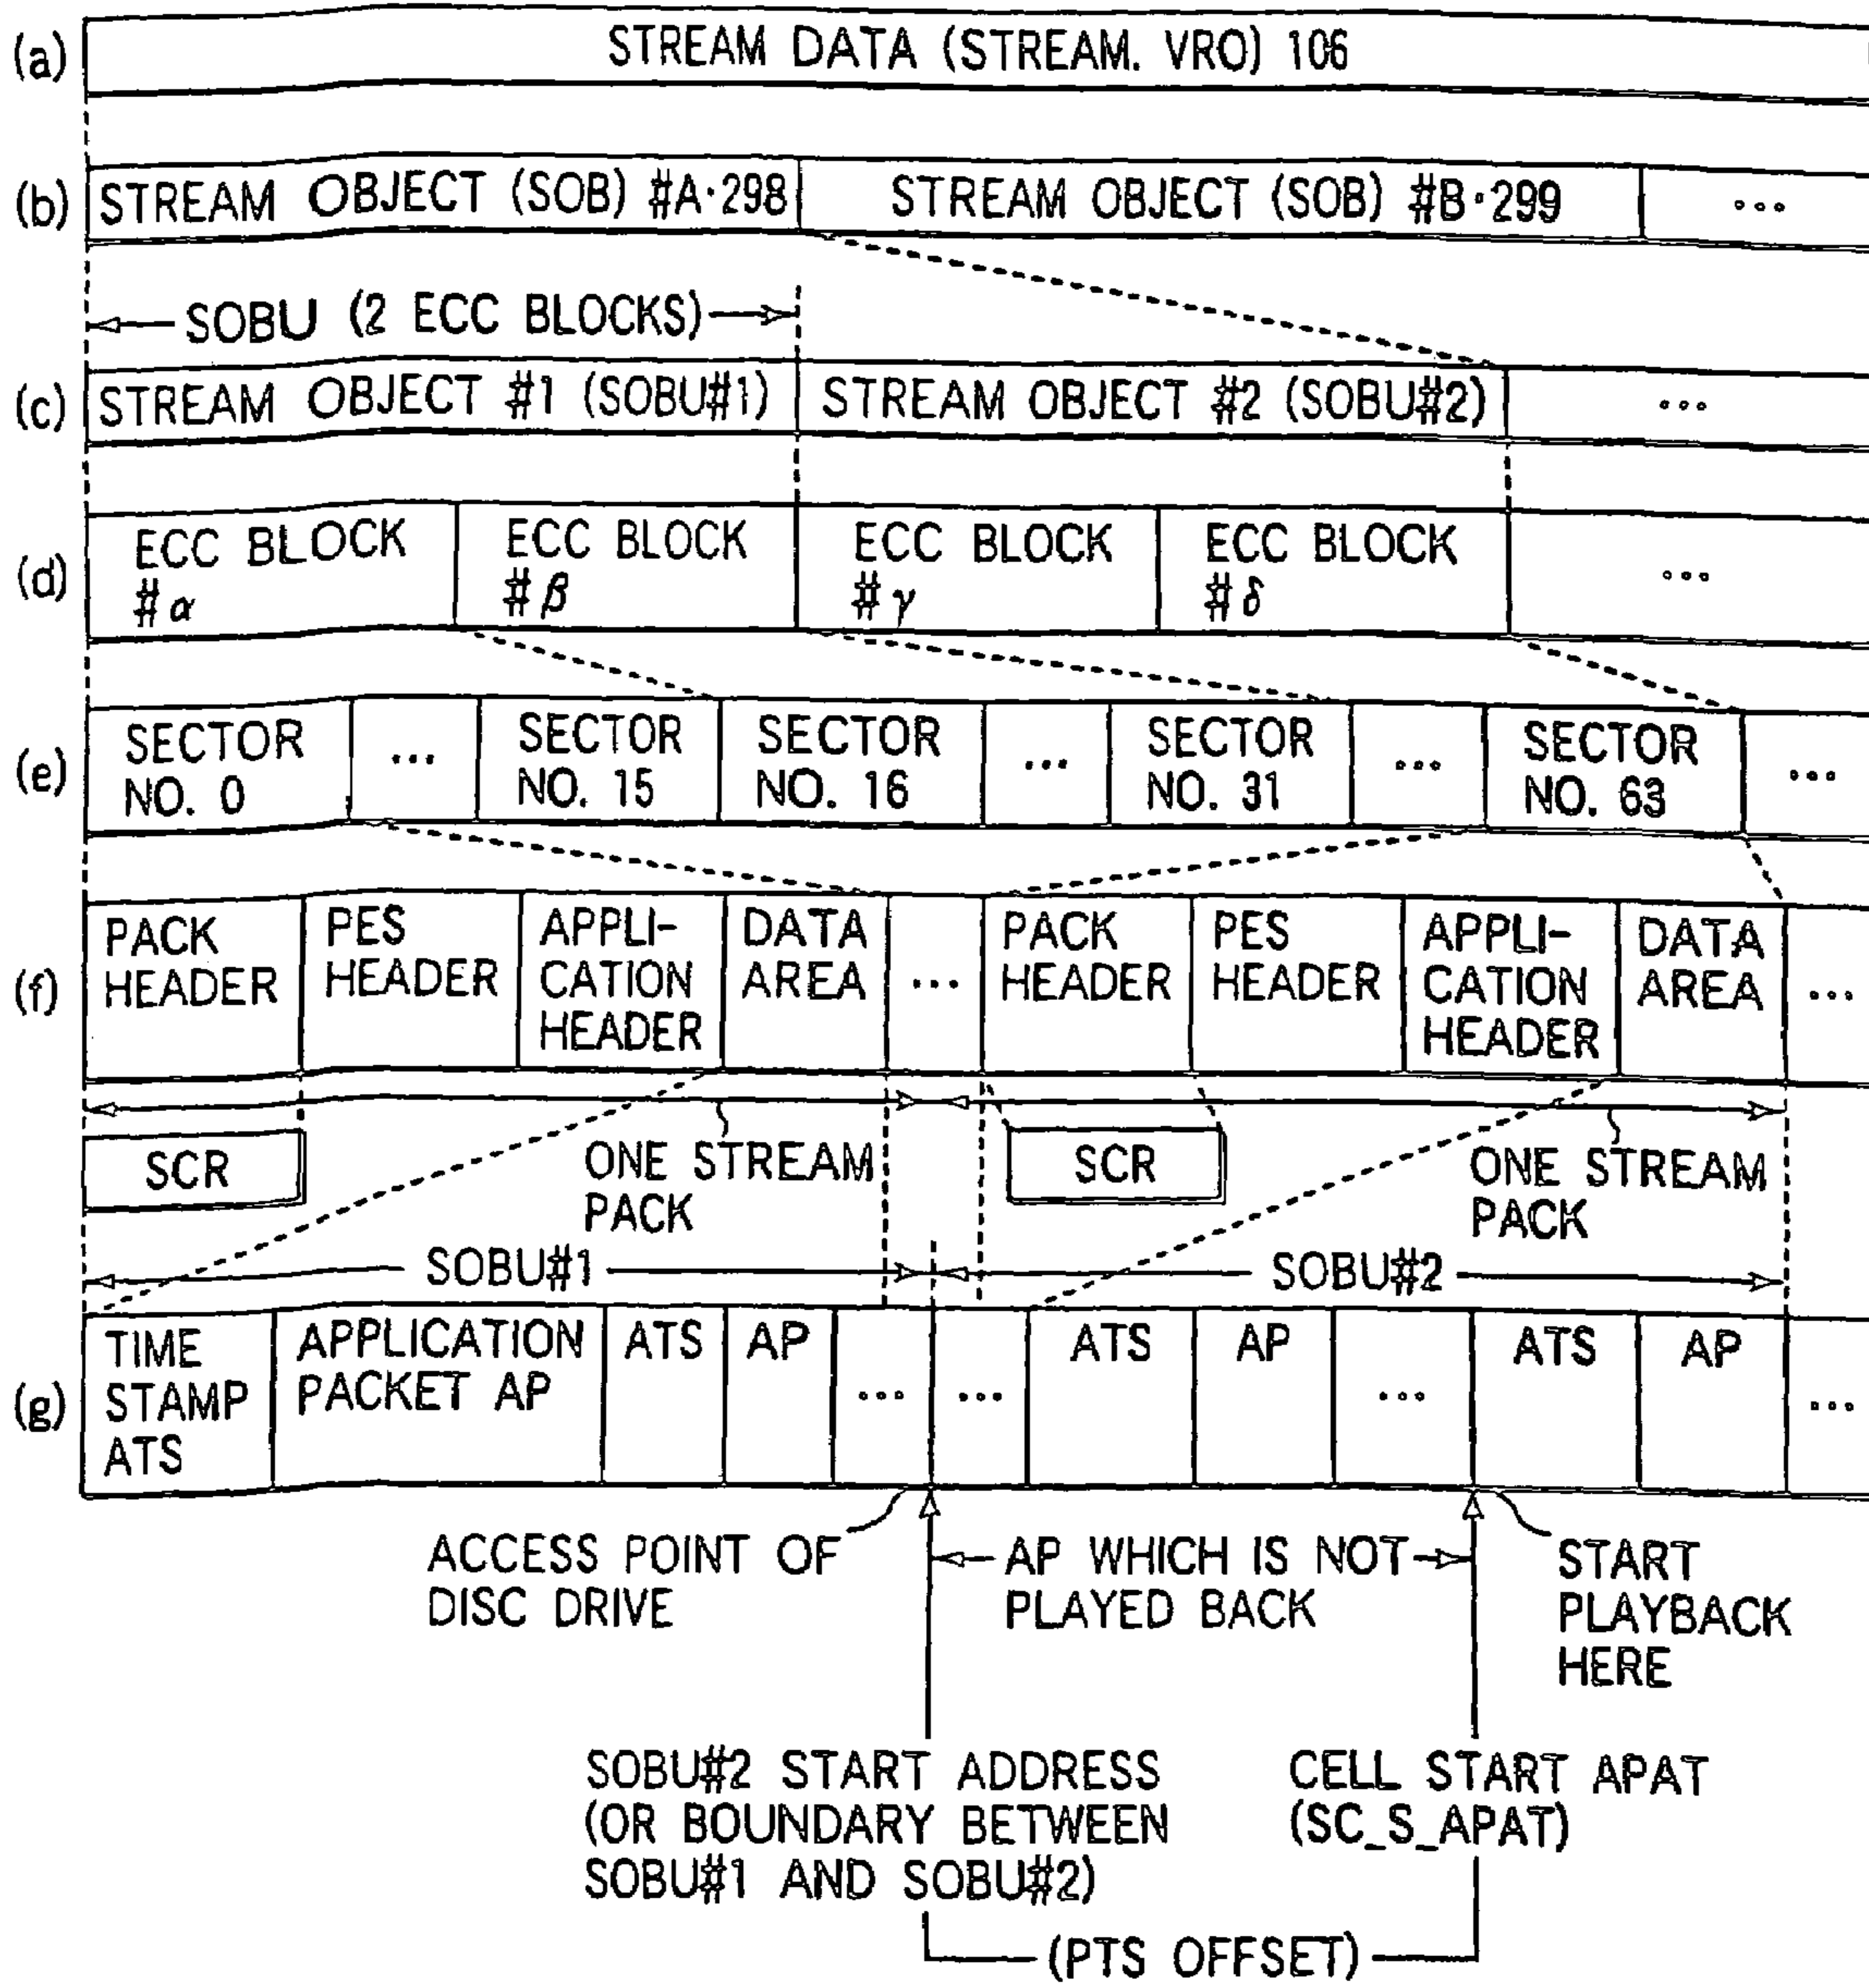 (a) STREAM DATA (STREAM. VRO) 106
(b) STREAM OBJECT (SOB) #A·298 STREAM OBJECT (SOB) #B·299 ...
SOBU (2 ECC BLOCKS)
(c) STREAM OBJECT #1 (SOBU#1) STREAM OBJECT #2 (SOBU#2) ...
(d) ECC BLOCK ECC BLOCK ECC BLOCK ECC BLOCK ...
#α #β #γ #δ
(e) SECTOR ... SECTOR SECTOR ... SECTOR ... SECTOR ...
NO. 0 NO. 15 NO. 16 NO. 31 NO. 63
(f) PACK PES APPLI- DATA ... PACK PES APPLI- DATA ...
HEADER HEADER CATION AREA HEADER HEADER CATION AREA
HEADER HEADER
SCR ONE STREAM SCR ONE STREAM
PACK PACK
SOBU#1 SOBU#2
(g) TIME APPLICATION ATS AP ... ... ATS AP ... ATS AP ...
STAMP PACKET AP
ATS
ACCESS POINT OF AP WHICH IS NOT START
DISC DRIVE PLAYED BACK PLAYBACK
HERE
SOBU#2 START ADDRESS CELL START APAT
(OR BOUNDARY BETWEEN (SC_S_APAT)
SOBU#1 AND SOBU#2)
(PTS OFFSET)